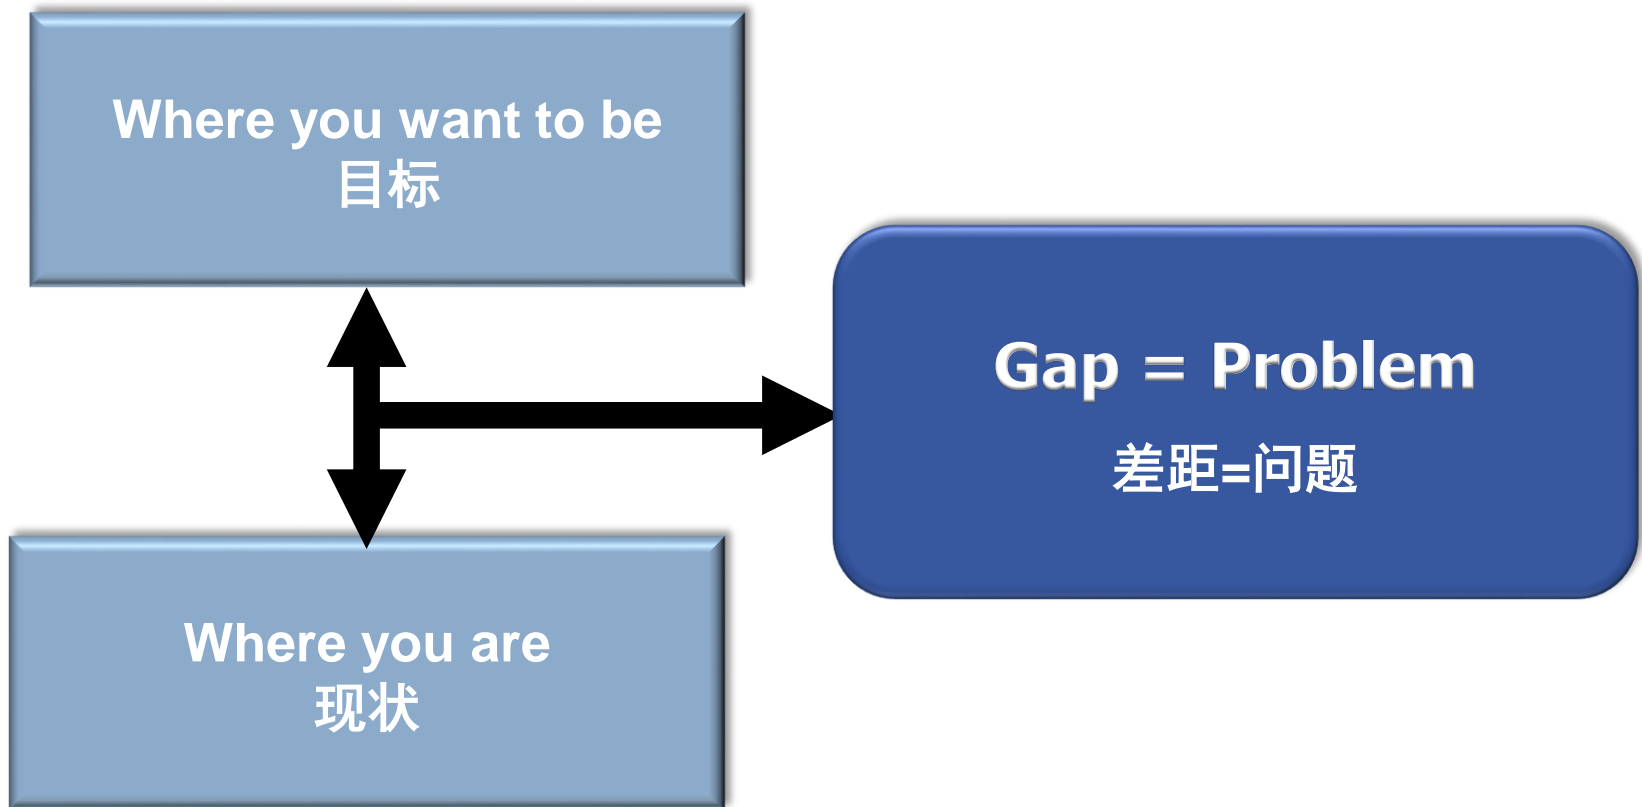 Where you want to be
目标
Gap = Problem
差距=问题
Where you are
现状